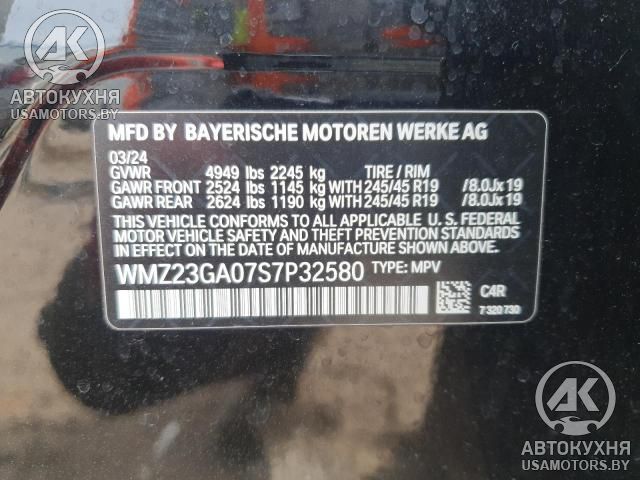 АК
АВТОКУХНЯ
USAMOTORS.BY
MFD BY BAYERISCHE MOTOREN WERKE AG
03/24
GVWR 4949 lbs 2245 kg TIRE / RIM
GAWR FRONT 2524 lbs 1145 kg WITH 245/45 R19 /8.0Jx19
GAWR REAR 2624 lbs 1190 kg WITH 245/45 R19 /8.0Jx19
THIS VEHICLE CONFORMS TO ALL APPLICABLE U. S. FEDERAL
MOTOR VEHICLE SAFETY AND THEFT PREVENTION STANDARDS
IN EFFECT ON THE DATE OF MANUFACTURE SHOWN ABOVE.
WMZ23GA07S7P32580 TYPE: MPV
C4R
7 320 730
АК
АВТОКУХНЯ
USAMOTORS.BY